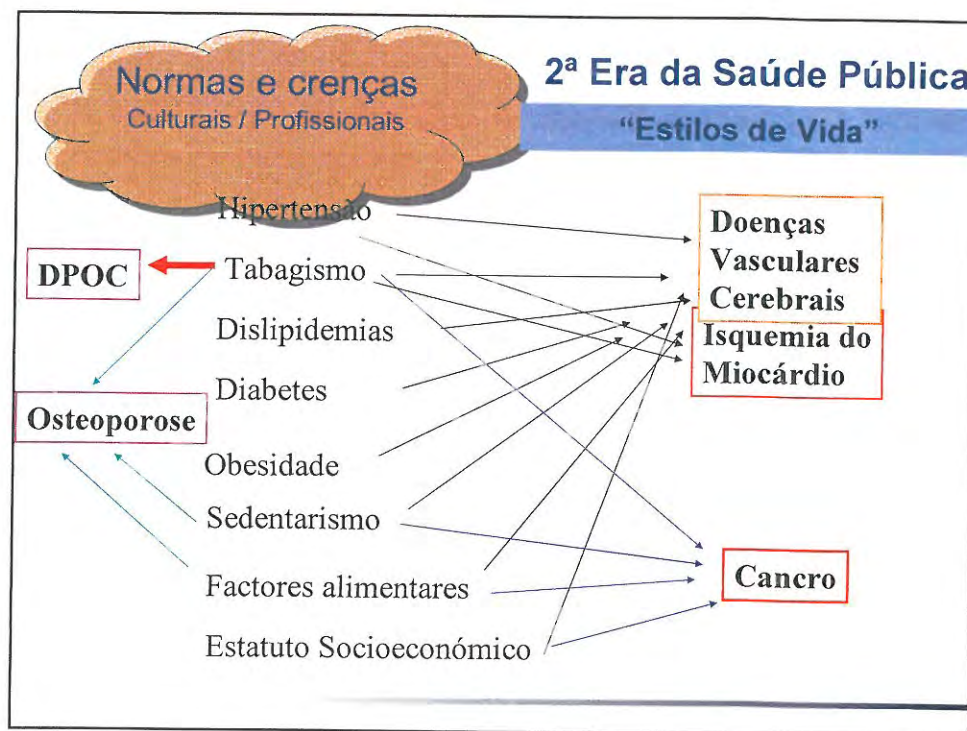 Normas e crenças
Culturais / Profissionais
2ª Era da Saúde Pública
“Estilos de Vida”
Hipertensão
Tabagismo
Dislipidemias
Diabetes
Obesidade
Sedentarismo
Factores alimentares
Estatuto Socioeconómico
DPOC
Osteoporose
Doenças
Vasculares
Cerebrais
Isquemia do
Miocárdio
Cancro